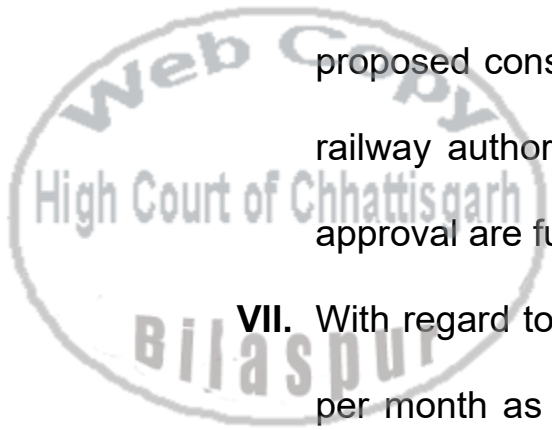 Web Copy
proposed cons
railway author
High Court of Chhattisgarh
approval are fu
VII. With regard to
Bilaspur
per month as